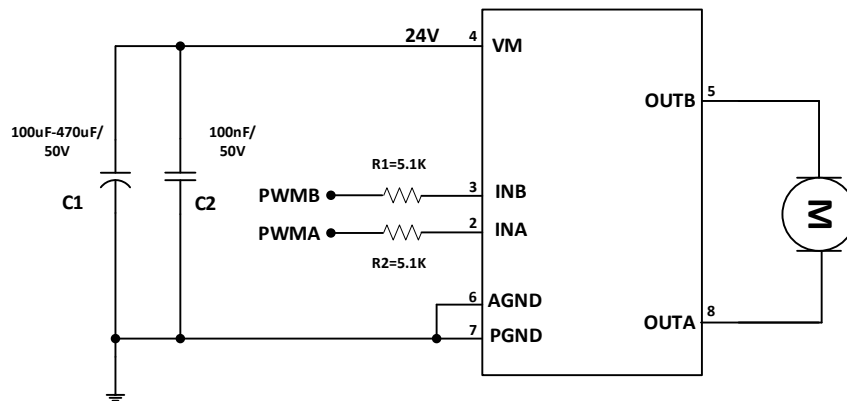 24V
4
VM
OUTB
5
100uF-470uF/
50V
C1
100nF/
50V
C2
R1=5.1K
PWMB
3
INB
PWMA
2
INA
R2=5.1K
M
6
AGND
7
PGND
OUTA
8